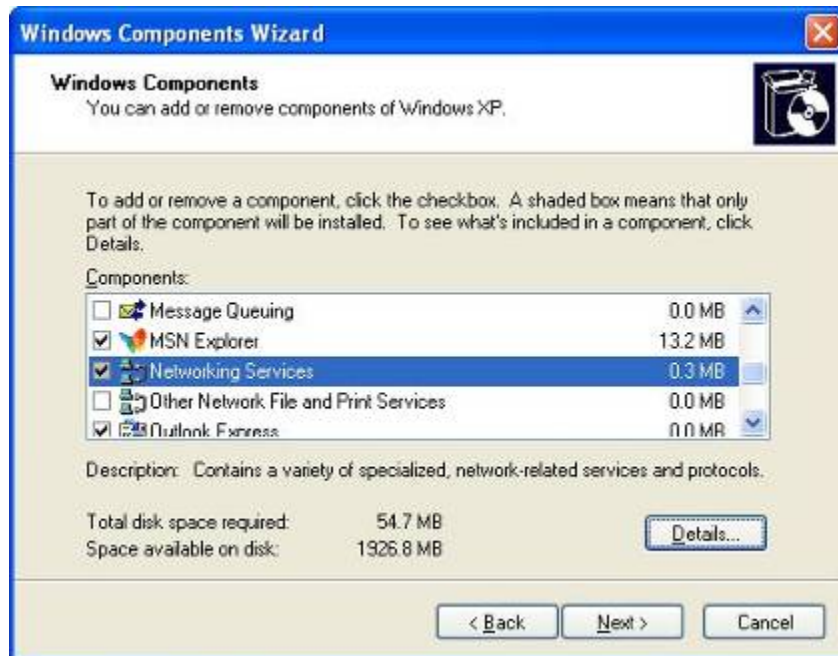 Windows Components Wizard
Windows Components
You can add or remove components of Windows XP.
To add or remove a component, click the checkbox. A shaded box means that only
part of the component will be installed. To see what's included in a component, click
Details.
Components:
Message Queuing 0.0 MB
MSN Explorer 13.2 MB
Networking Services 0.3 MB
Other Network File and Print Services 0.0 MB
Outlook Express 0.0 MB
Description: Contains a variety of specialized, network-related services and protocols.
Total disk space required: 54.7 MB
Space available on disk: 1926.8 MB
Details...
< Back Next > Cancel